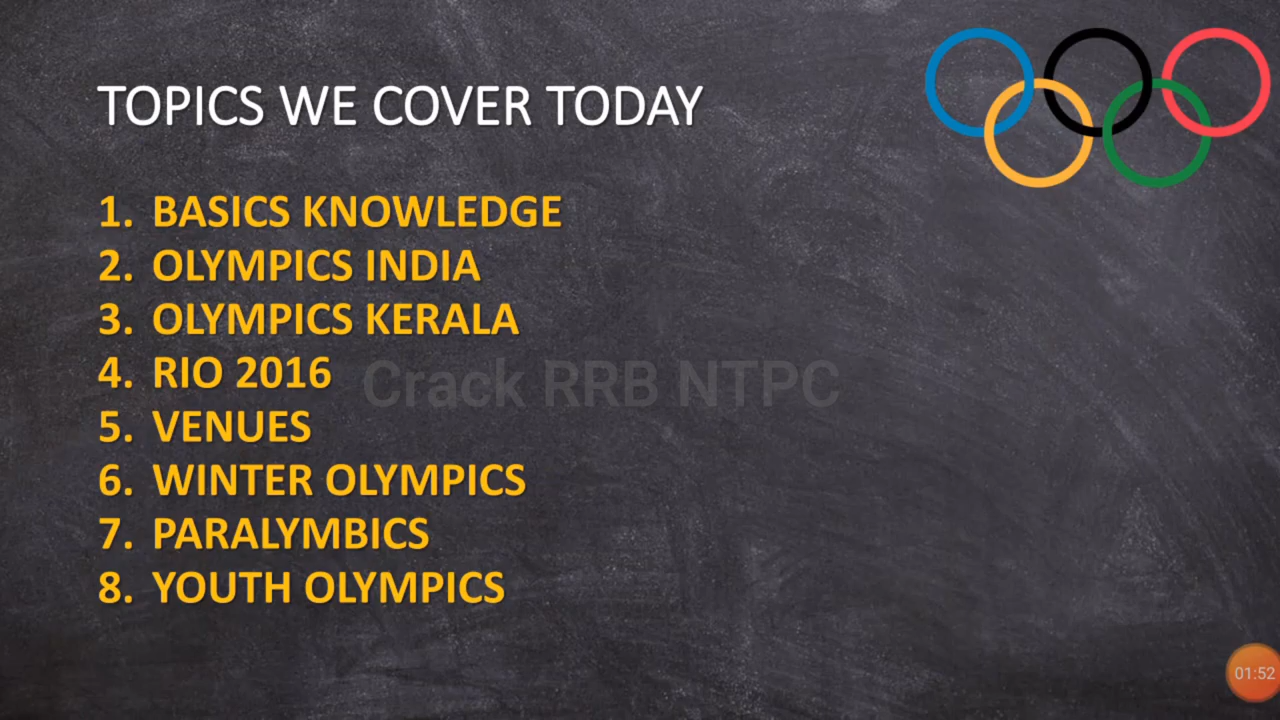 TOPICS WE COVER TODAY
1. BASICS KNOWLEDGE
2. OLYMPICS INDIA
3. OLYMPICS KERALA
4. RIO 2016
Crack RRB NTPC
5. VENUES
6. WINTER OLYMPICS
7. PARALYMBICS
8. YOUTH OLYMPICS
01:52